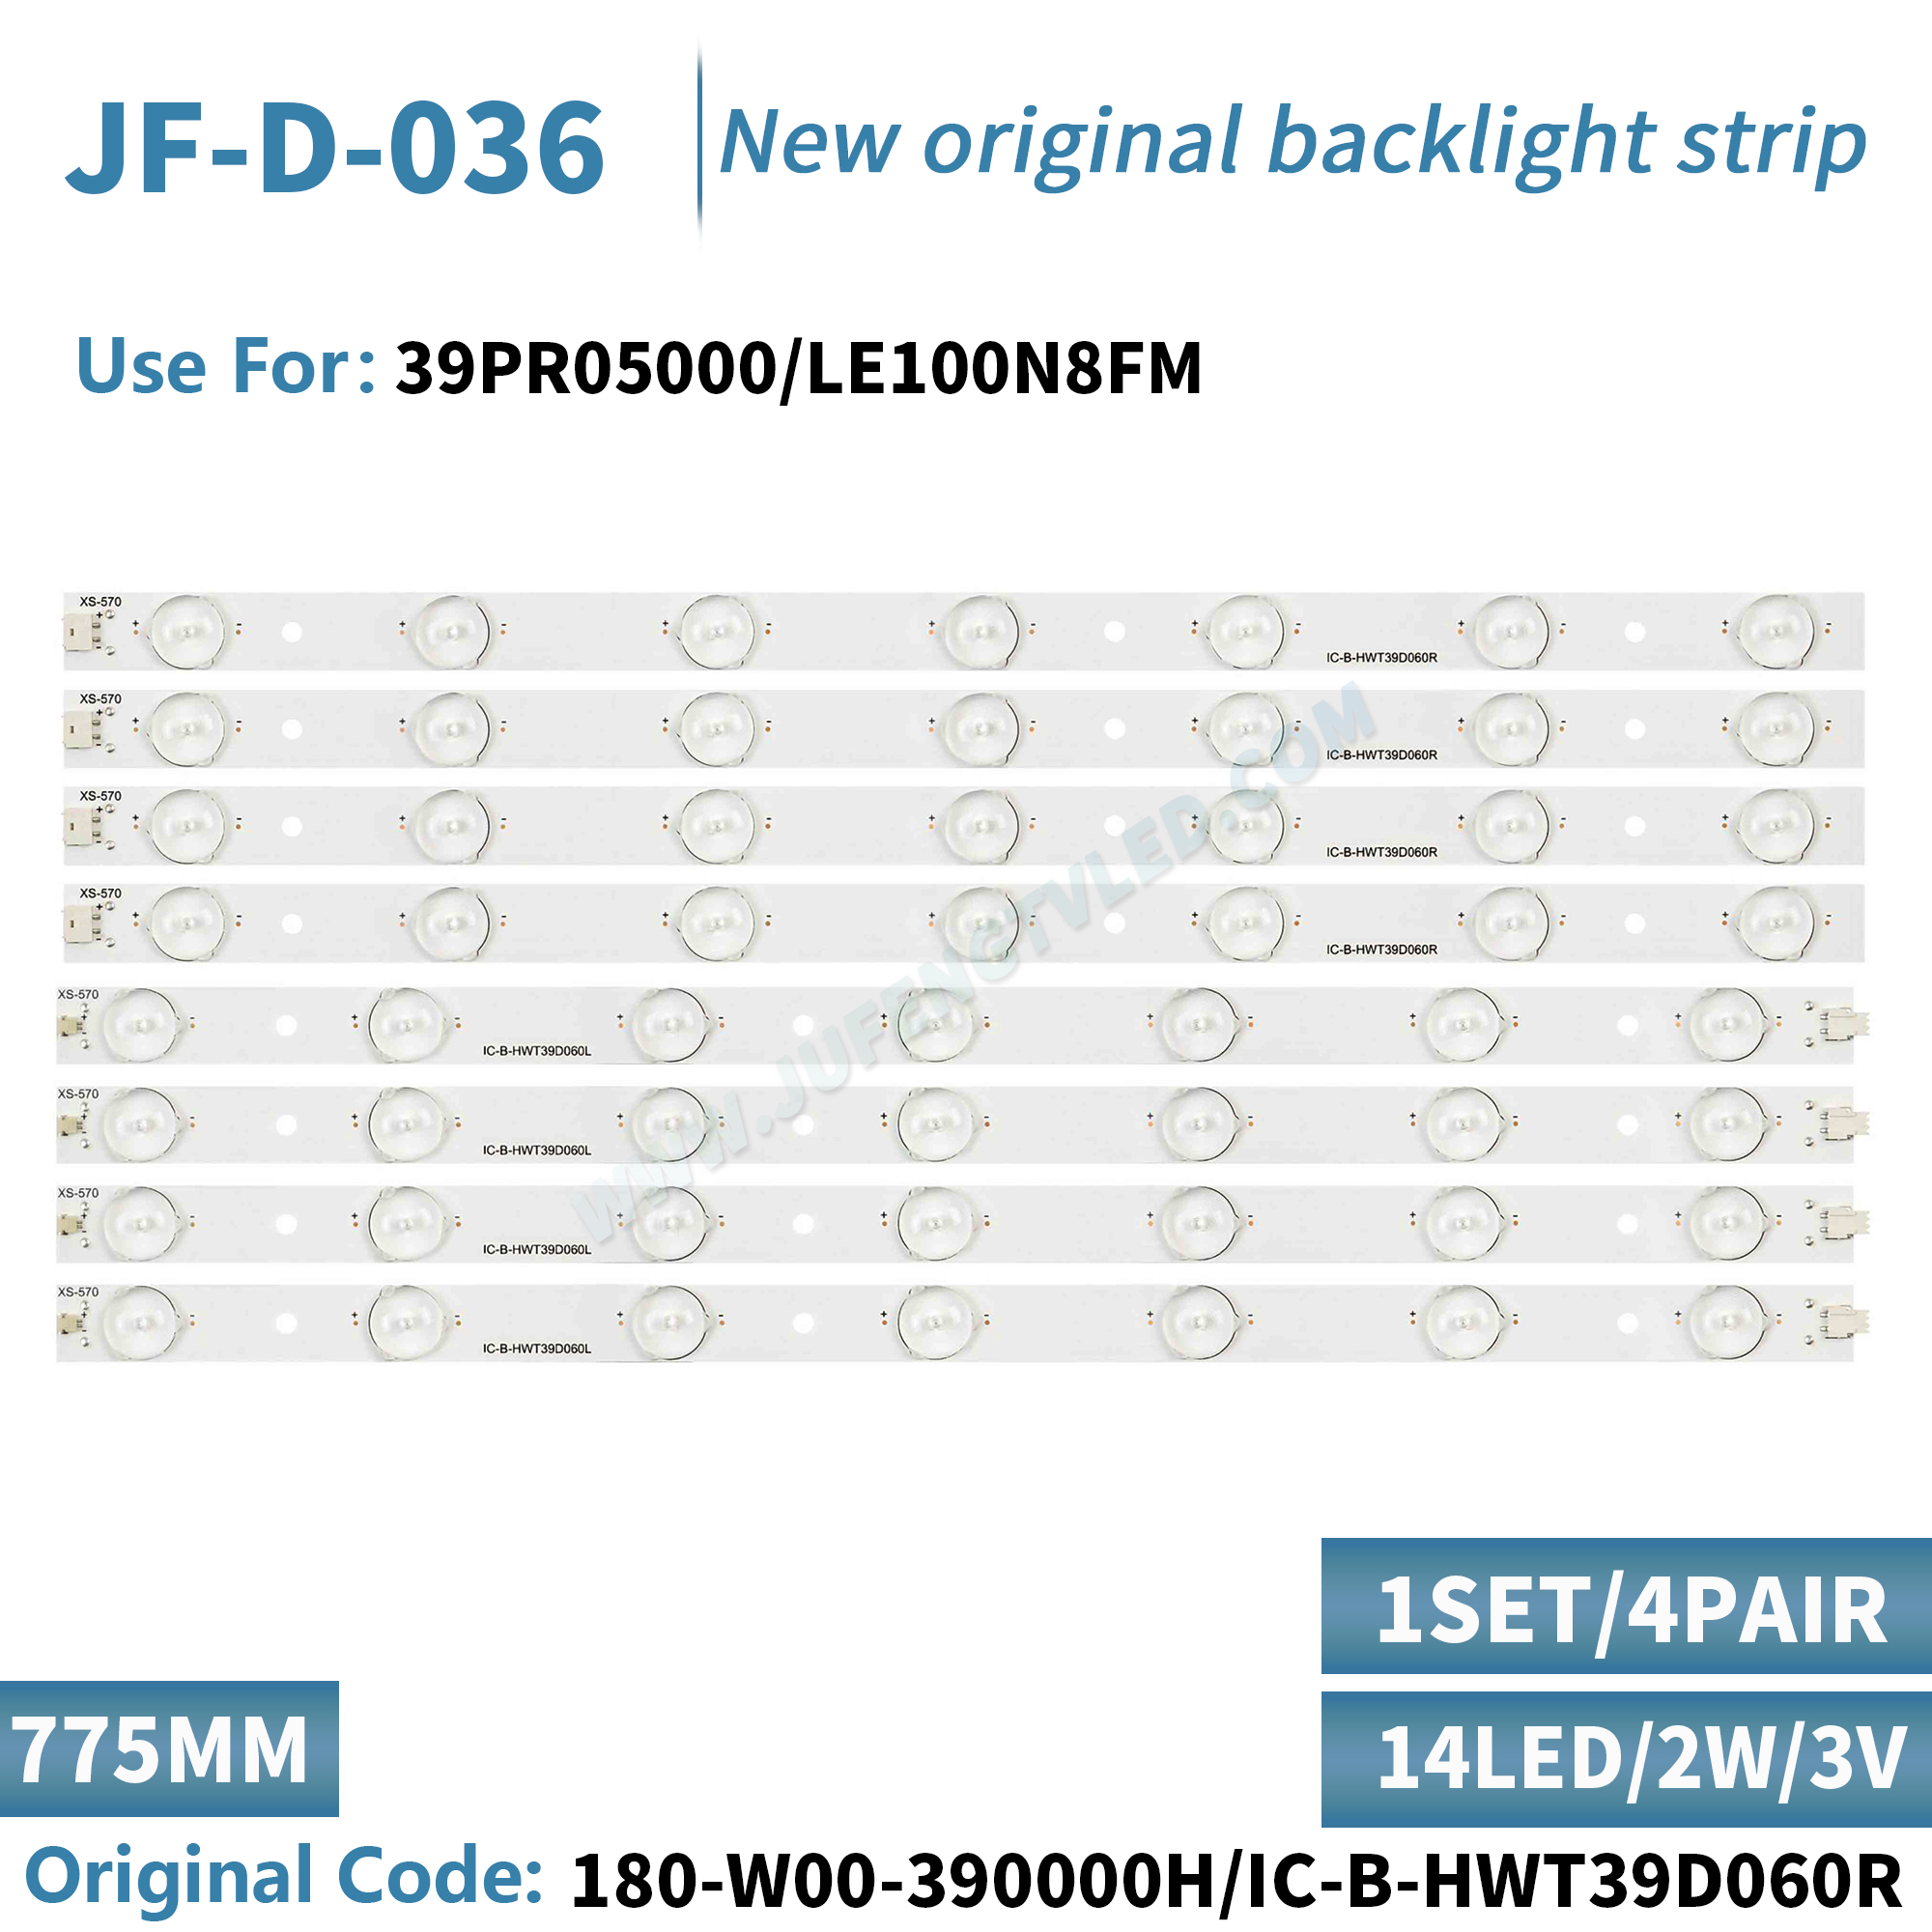 JF-D-036
New original backlight strip
Use For: 39PR05000/LE100N8FM
XS-570
IC-B-HWT39D060R
XS-570
IC-B-HWT39D060R
XS-570
IC-B-HWT39D060R
XS-570
IC-B-HWT39D060R
XS-570
IC-B-HWT39D060L
XS-570
IC-B-HWT39D060L
XS-570
IC-B-HWT39D060L
XS-570
IC-B-HWT39D060L
WWW.JUFENGTVLED.COM
1SET/4PAIR
775MM
14LED/2W/3V
Original Code: 180-W00-390000H/IC-B-HWT39D060R